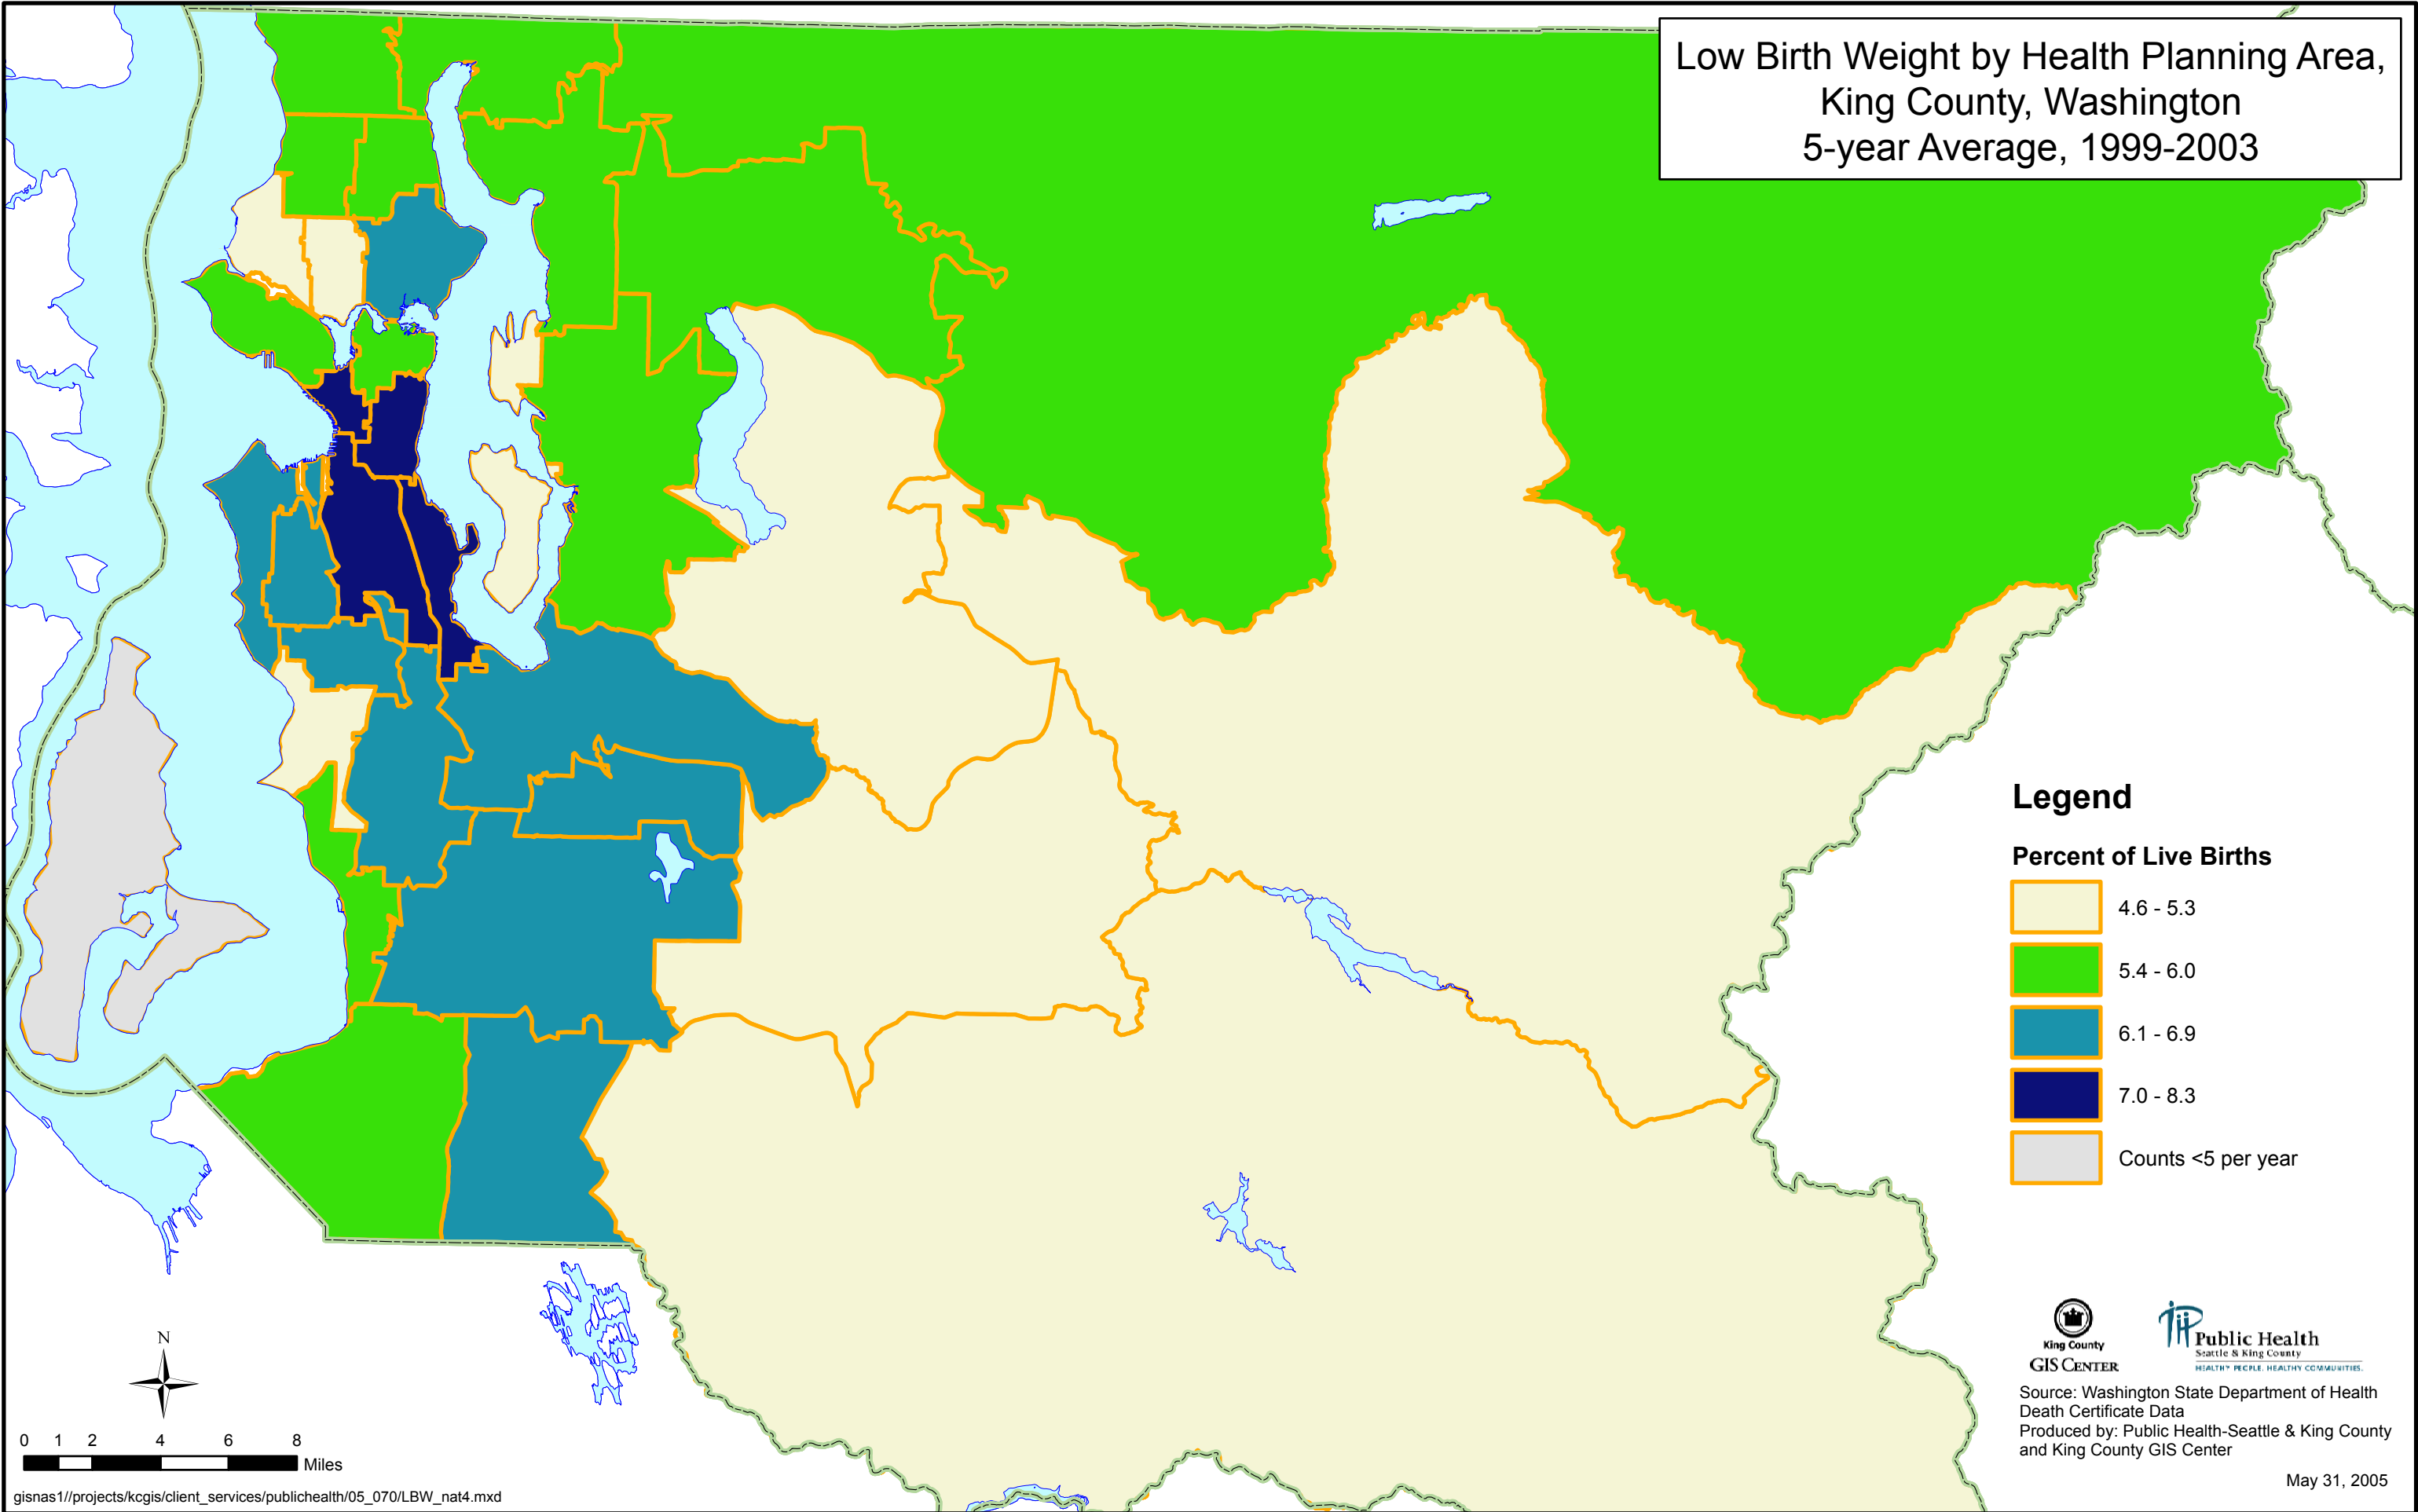 Low Birth Weight by Health Planning Area,
King County, Washington
5-year Average, 1999-2003
Legend
Percent of Live Births
4.6 - 5.3
5.4 - 6.0
6.1 - 6.9
7.0 - 8.3
Counts <5 per year
N
0 1 2 4 6 8
Miles
King County
GIS CENTER
Public Health
Seattle & King County
HEALTHY PEOPLE. HEALTHY COMMUNITIES.
Source: Washington State Department of Health
Death Certificate Data
Produced by: Public Health-Seattle & King County
and King County GIS Center
May 31, 2005
gisnas1//projects/kcgis/client_services/publichealth/05_070/LBW_nat4.mxd